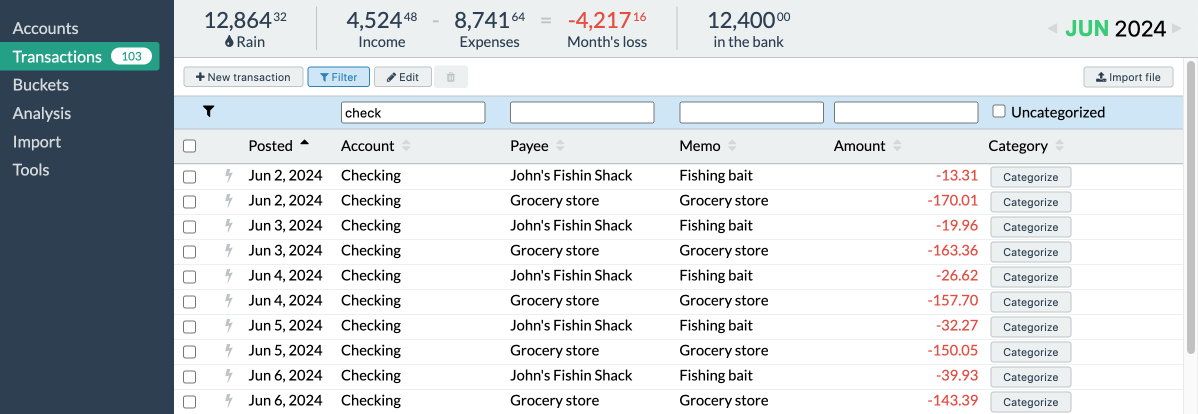 12,864 32 4,524 48 - 8,741 64 = -4,217 16 12,400 00
Rain Income Expenses Month's loss in the bank
JUN 2024
Accounts
Transactions 103
Buckets
Analysis
Import
Tools
New transaction Filter Edit Import file
check Uncategorized
Posted Account Payee Memo Amount Category
Jun 2, 2024 Checking John's Fishin Shack Fishing bait -13.31 Categorize
Jun 2, 2024 Checking Grocery store Grocery store -170.01 Categorize
Jun 3, 2024 Checking John's Fishin Shack Fishing bait -19.96 Categorize
Jun 3, 2024 Checking Grocery store Grocery store -163.36 Categorize
Jun 4, 2024 Checking John's Fishin Shack Fishing bait -26.62 Categorize
Jun 4, 2024 Checking Grocery store Grocery store -157.70 Categorize
Jun 5, 2024 Checking John's Fishin Shack Fishing bait -32.27 Categorize
Jun 5, 2024 Checking Grocery store Grocery store -150.05 Categorize
Jun 6, 2024 Checking John's Fishin Shack Fishing bait -39.93 Categorize
Jun 6, 2024 Checking Grocery store Grocery store -143.39 Categorize